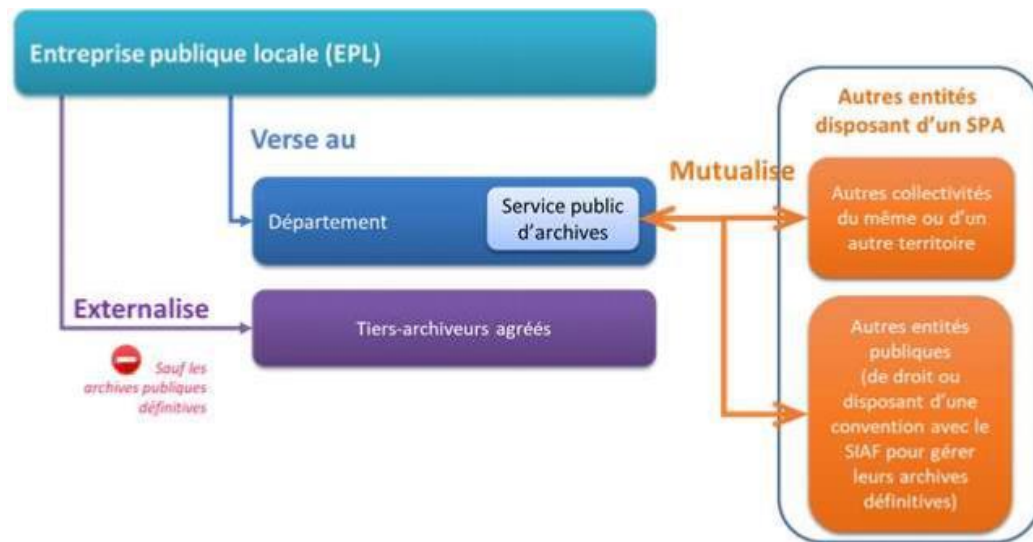 Entreprise publique locale (EPL)
Verse au
Département
Service public
d'archives
Externalise
Sauf les
archives publiques
définitives
Tiers-archiveurs agréés
Mutualise
Autres entités
disposant d'un SPA
Autres collectivités
du même ou d'un
autre territoire
Autres entités
publiques
(de droit ou
disposant d'une
convention avec le
SIAF pour gérer
leurs archives
définitives)